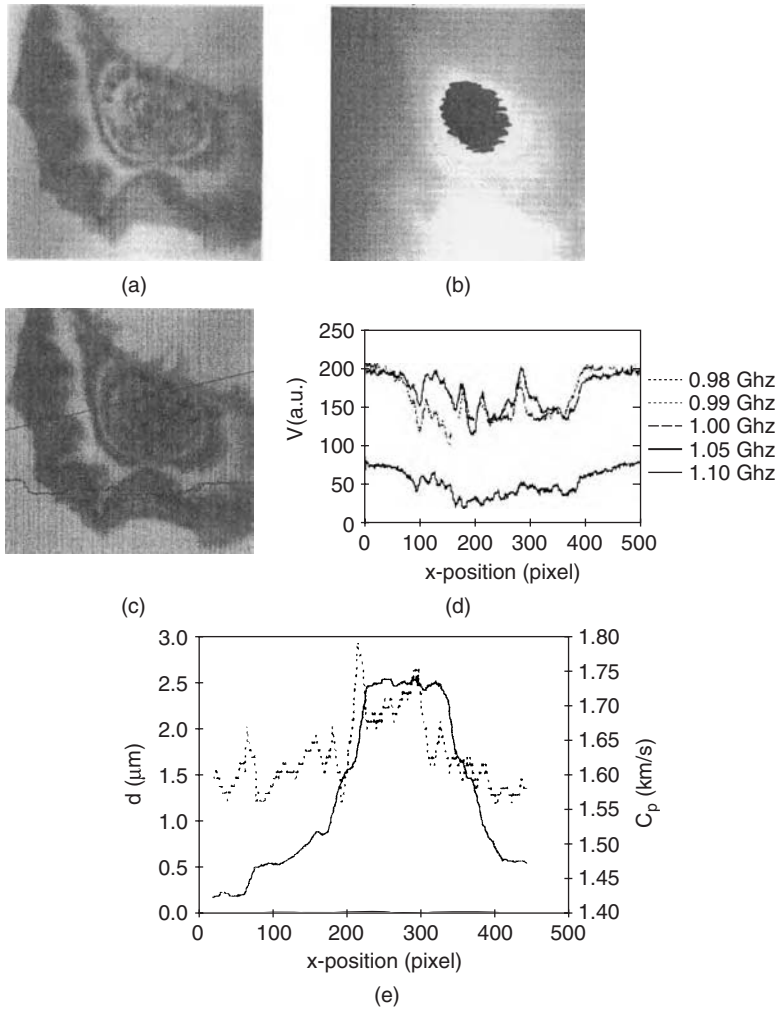 (a)
(b)
(c)
250
200
150
100
50
0
V(a.u.)
0 100 200 300 400 500
x-position (pixel)
0.98 Ghz
0.99 Ghz
1.00 Ghz
1.05 Ghz
1.10 Ghz
(d)
3.0
2.5
2.0
1.5
1.0
0.5
0.0
d (μm)
1.80
1.75
1.70
1.65
1.60
1.55
1.50
1.45
1.40
Cp (km/s)
0 100 200 300 400 500
x-position (pixel)
(e)